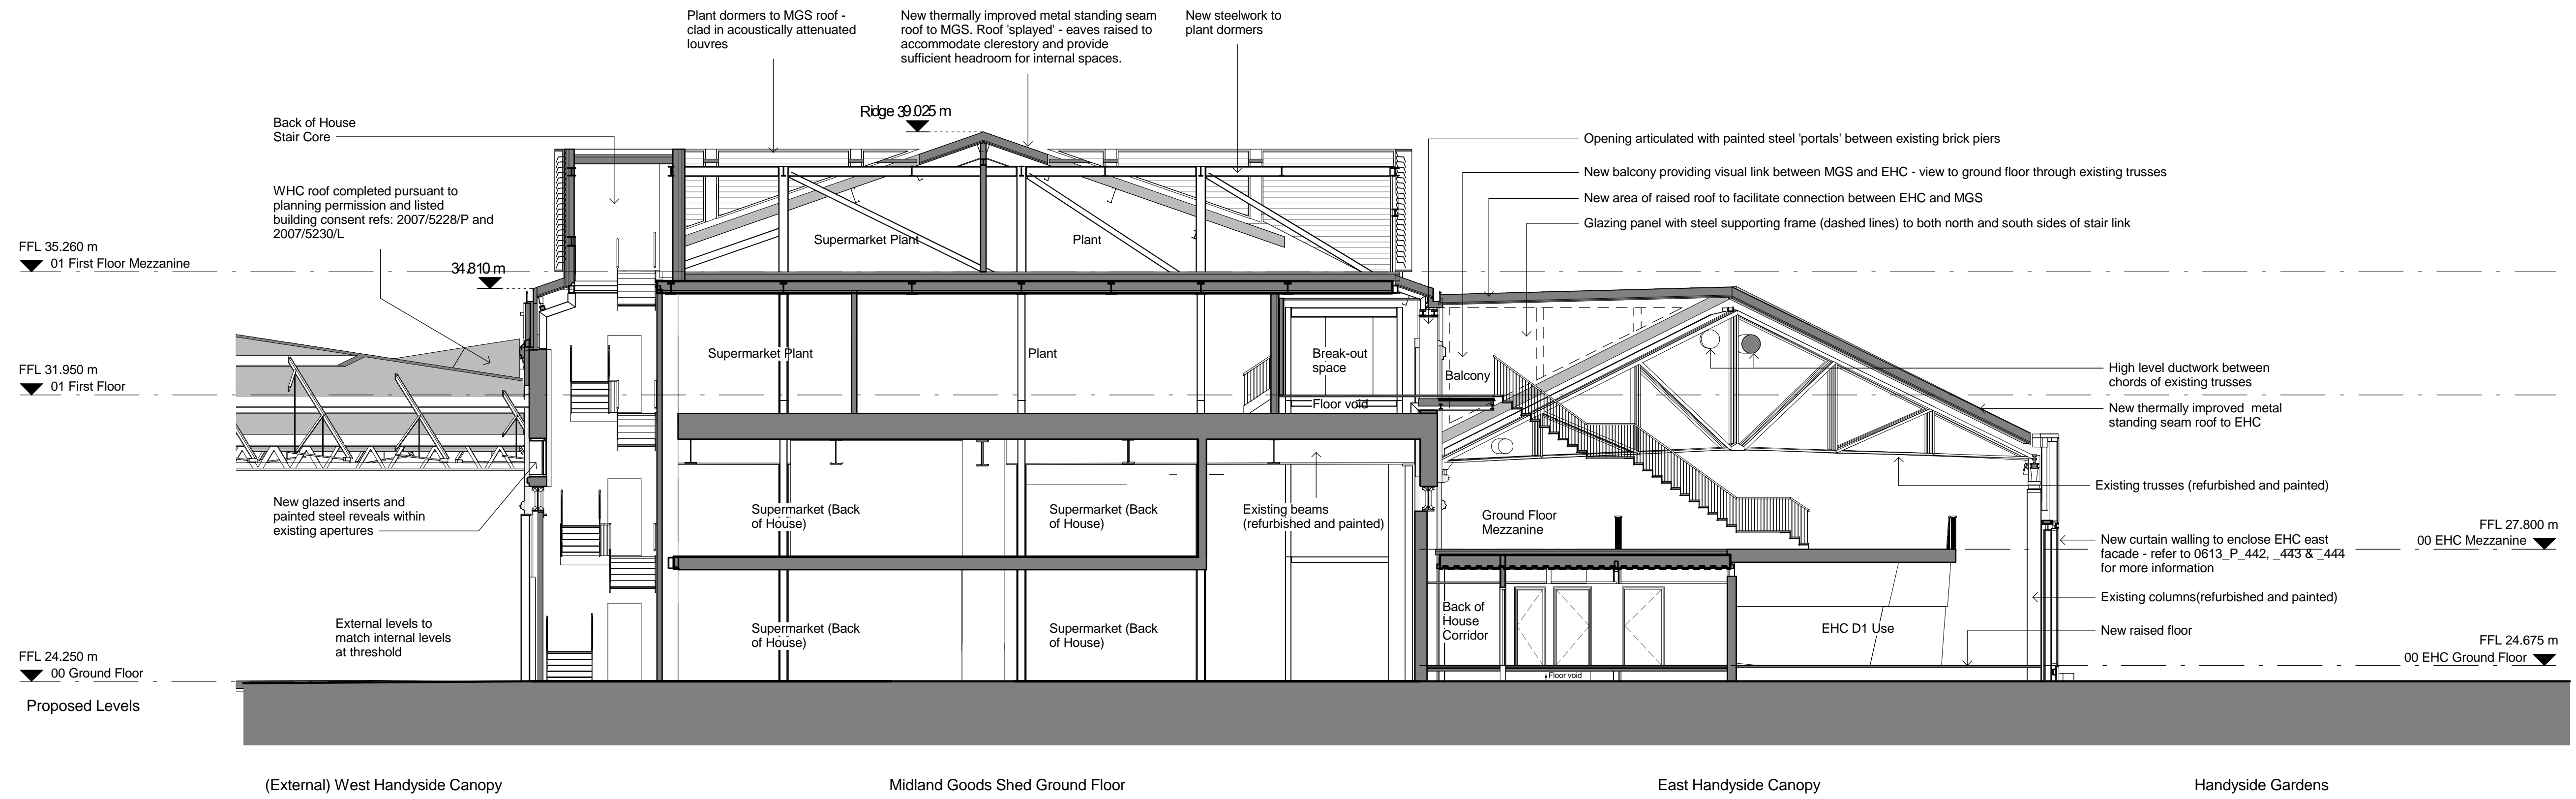 Plant dormers to MGS roof -
clad in acoustically attenuated
louvres
New thermally improved metal standing seam
roof to MGS. Roof 'splayed' - eaves raised to
accommodate clerestory and provide
sufficient headroom for internal spaces.
New steelwork to
plant dormers
Ridge 39.025 m
Back of House
Stair Core
WHC roof completed pursuant to
planning permission and listed
building consent refs: 2007/5228/P and
2007/5230/L
Opening articulated with painted steel 'portals' between existing brick piers
New balcony providing visual link between MGS and EHC - view to ground floor through existing trusses
New area of raised roof to facilitate connection between EHC and MGS
Glazing panel with steel supporting frame (dashed lines) to both north and south sides of stair link
FFL 35.260 m
01 First Floor Mezzanine
34.810 m
Supermarket Plant
Plant
Supermarket Plant
Plant
Break-out
space
Balcony
Floor void
FFL 31.950 m
01 First Floor
High level ductwork between
chords of existing trusses
New thermally improved metal
standing seam roof to EHC
Existing trusses (refurbished and painted)
New glazed inserts and
painted steel reveals within
existing apertures
Supermarket (Back
of House)
Supermarket (Back
of House)
Existing beams
(refurbished and painted)
Ground Floor
Mezzanine
FFL 27.800 m
00 EHC Mezzanine
New curtain walling to enclose EHC east
facade - refer to 0613_P_442, _443 & _444
for more information
Existing columns(refurbished and painted)
New raised floor
External levels to
match internal levels
at threshold
Supermarket (Back
of House)
Supermarket (Back
of House)
Back of
House
Corridor
EHC D1 Use
Floor void
FFL 24.675 m
00 EHC Ground Floor
FFL 24.250 m
00 Ground Floor
Proposed Levels
(External) West Handyside Canopy
Midland Goods Shed Ground Floor
East Handyside Canopy
Handyside Gardens